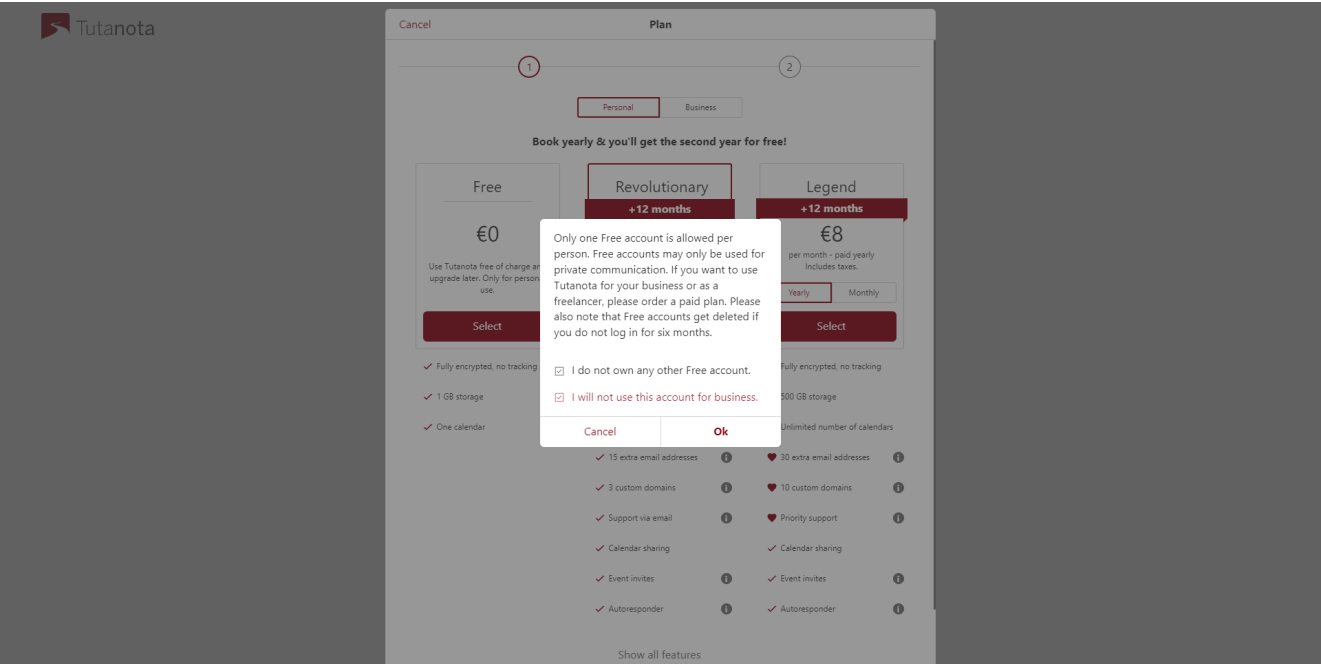 Tutanota
Cancel
Plan
1
2
Personal
Business
Book yearly & you'll get the second year for free!
Free
€0
Use Tutanota free of charge an
upgrade later. Only for person
use.
Select
Fully encrypted, no tracking
1 GB storage
One calendar
Revolutionary
+12 months
Legend
+12 months
€8
per month - paid yearly
Includes taxes.
Yearly
Monthly
Select
Only one Free account is allowed per
person. Free accounts may only be used for
private communication. If you want to use
Tutanota for your business or as a
freelancer, please order a paid plan. Please
also note that Free accounts get deleted if
you do not log in for six months.
I do not own any other Free account.
I will not use this account for business.
Cancel
Ok
15 extra email addresses
3 custom domains
Support via email
Calendar sharing
Event invites
Autoresponder
Fully encrypted, no tracking
500 GB storage
Unlimited number of calendars
30 extra email addresses
10 custom domains
Priority support
Calendar sharing
Event invites
Autoresponder
Show all features